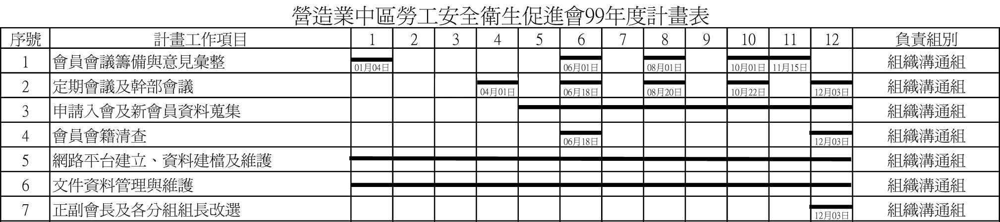 營造業中區勞工安全衛生促進會99年度計畫表
序號 計畫工作項目 1 2 3 4 5 6 7 8 9 10 11 12 負責組別
1 會員會議籌備與意見彙整 01月04日 06月01日 08月01日 10月01日 11月15日 組織溝通組
2 定期會議及幹部會議 04月01日 06月18日 08月20日 10月22日 12月03日 組織溝通組
3 申請入會及新會員資料蒐集 組織溝通組
4 會員會籍清查 06月18日 12月03日 組織溝通組
5 網路平台建立、資料建檔及維護 組織溝通組
6 文件資料管理與維護 組織溝通組
7 正副會長及各分組組長改選 12月03日 組織溝通組